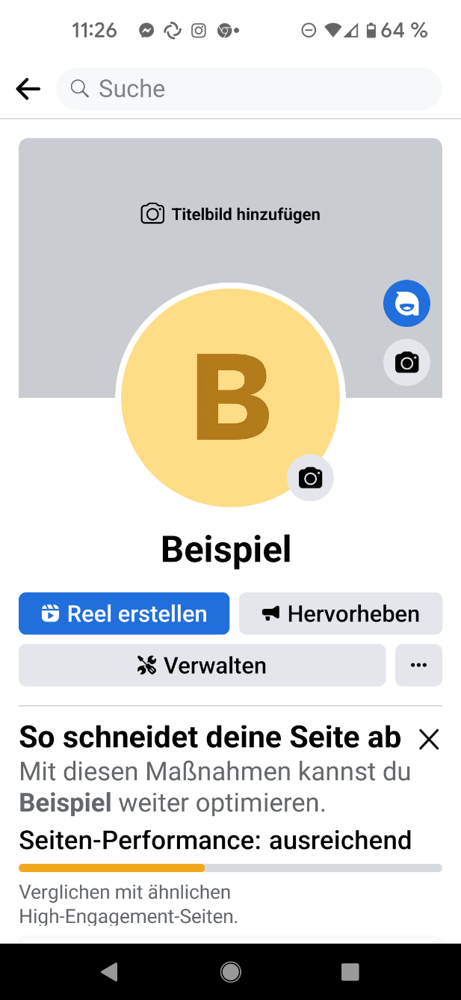 11:26
64 %
Suche
Titelbild hinzufügen
B
Beispiel
Reel erstellen
Hervorheben
Verwalten
So schneidet deine Seite ab
Mit diesen Maßnahmen kannst du
Beispiel weiter optimieren.
Seiten-Performance: ausreichend
Verglichen mit ähnlichen
High-Engagement-Seiten.